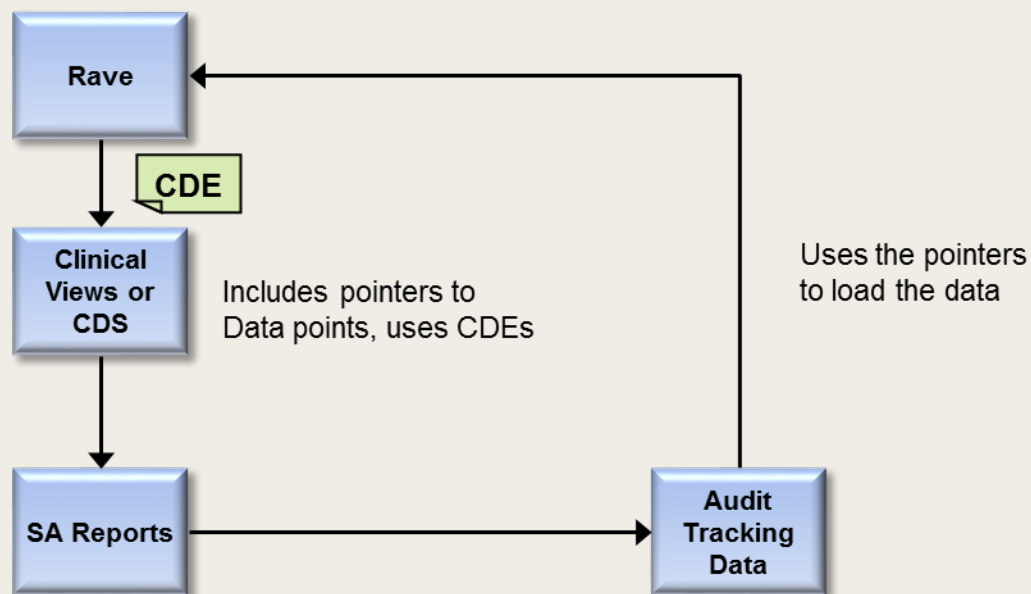 Rave
CDE
Clinical
Views or
CDS
Includes pointers to
Data points, uses CDEs
Uses the pointers
to load the data
SA Reports
Audit
Tracking
Data